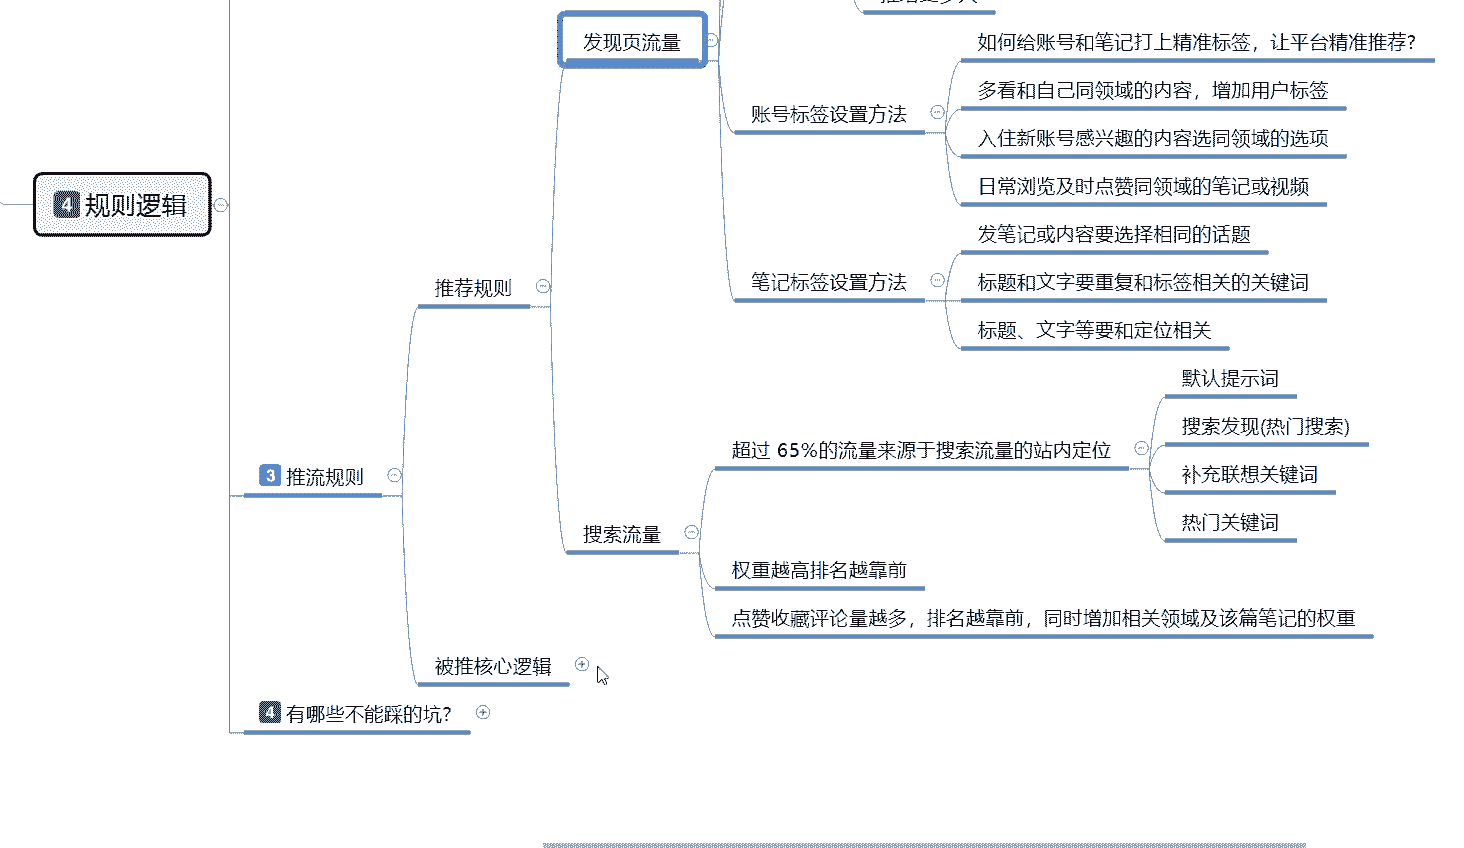 发现页流量
如何给账号和笔记打上精准标签，让平台精准推荐？
多看和自己同领域的内容，增加用户标签
账号标签设置方法
入住新账号感兴趣的内容选同领域的选项
日常浏览及时点赞同领域的笔记或视频
4 规则逻辑
发笔记或内容要选择相同的话题
笔记标签设置方法
标题和文字要重复和标签相关的关键词
推荐规则
标题、文字等要和定位相关
默认提示词
搜索发现(热门搜索)
超过 65%的流量来源于搜索流量的站内定位
3 推流规则
补充联想关键词
热门关键词
搜索流量
权重越高排名越靠前
点赞收藏评论量越多，排名越靠前，同时增加相关领域及该篇笔记的权重
被推核心逻辑
4 有哪些不能踩的坑？